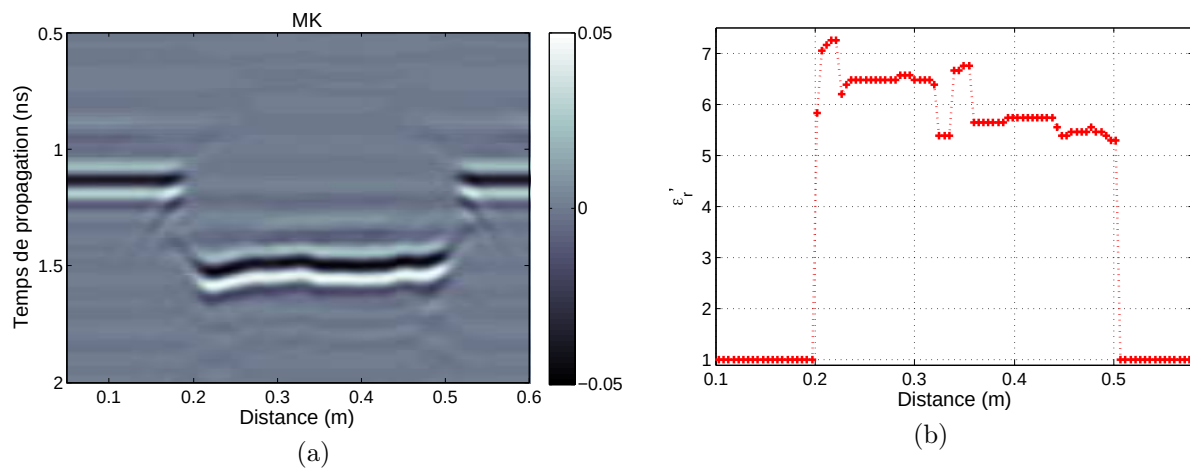 MK
0.5
1
1.5
2
Temps de propagation (ns)
0.1 0.2 0.3 0.4 0.5 0.6
Distance (m)
0.05
0
−0.05
(a)
7
6
5
4
3
2
1
εr’
0.1 0.2 0.3 0.4 0.5
Distance (m)
(b)